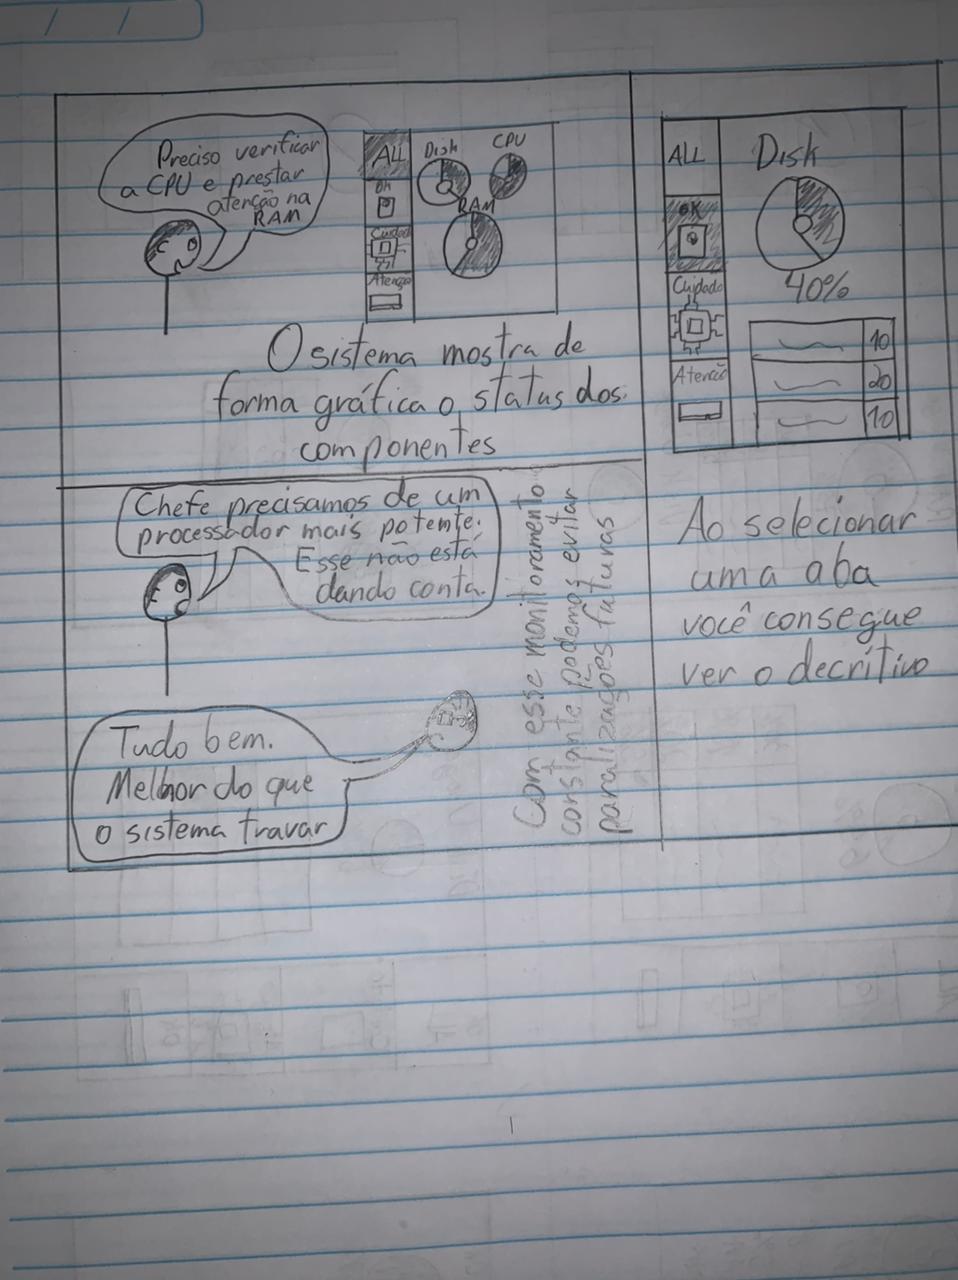 Preciso verificar
a CPU e prestar
atenção na
RAM
ALL
Ok
Cuidado
Atenção
Disk
CPU
RAM
O sistema mostra de
forma gráfica o status dos
componentes
ALL
OK
Cuidado
Atenção
Disk
40%
10
20
10
Ao selecionar
uma aba
você consegue
ver o decritivo
Chefe precisamos de um
processador mais potente.
Esse não está
dando conta.
Tudo bem.
Melhor do que
o sistema travar
Com esse monitoramento
constante podemos evitar
paralizações futuras